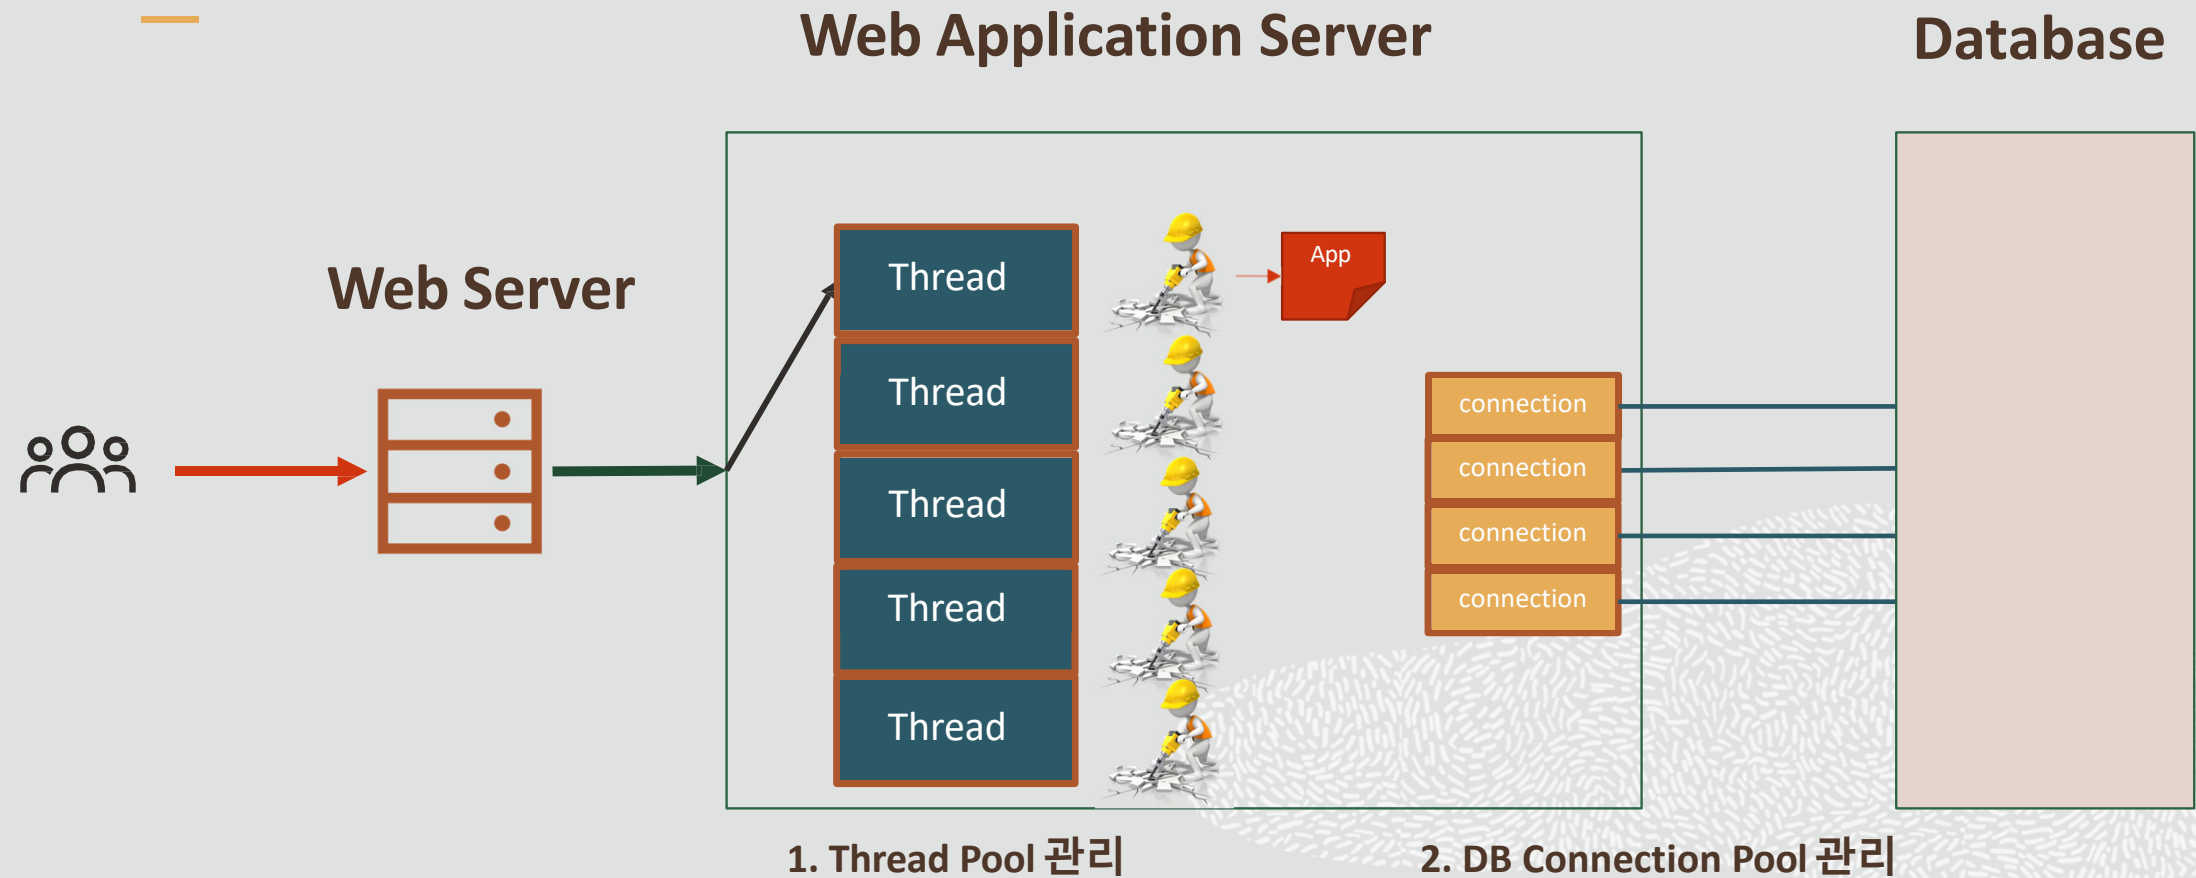 Web Application Server
Database
Web Server
Thread
App
Thread
connection
connection
Thread
connection
Thread
connection
Thread
1. Thread Pool 관리
2. DB Connection Pool 관리